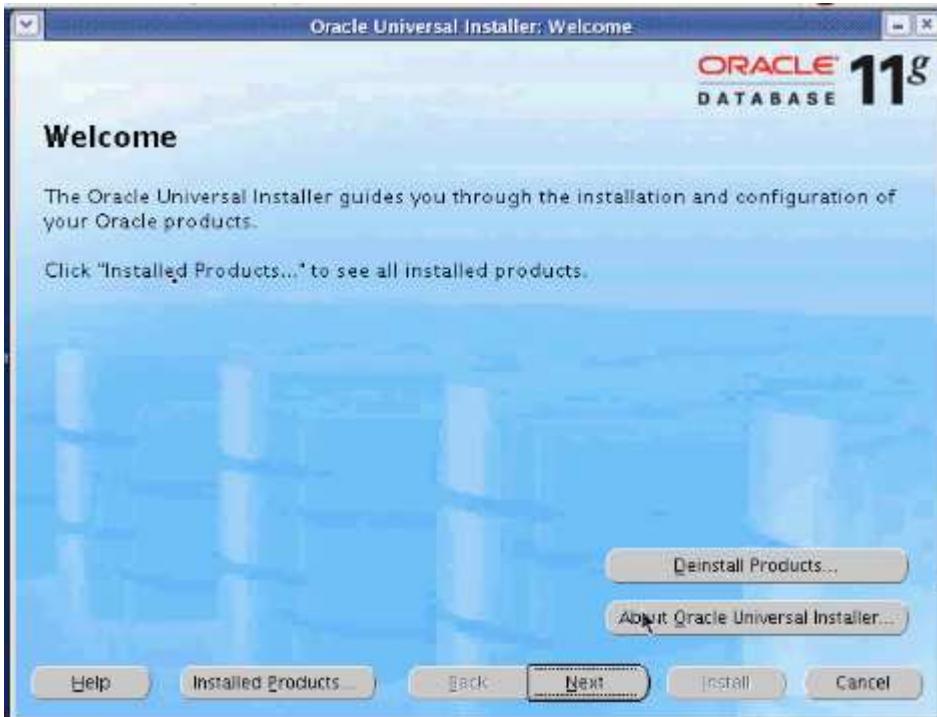 Oracle Universal Installer: Welcome
ORACLE 11g
DATABASE
Welcome
The Oracle Universal Installer guides you through the installation and configuration of
your Oracle products.
Click "Installed Products..." to see all installed products.
Deinstall Products...
About Oracle Universal Installer...
Help Installed Products... Back Next Install Cancel